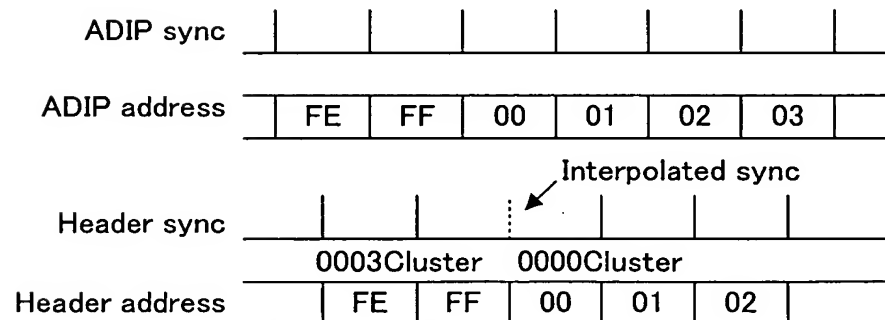 ADIP sync
ADIP address FE FF 00 01 02 03
Interpolated sync
Header sync
0003Cluster 0000Cluster
Header address FE FF 00 01 02